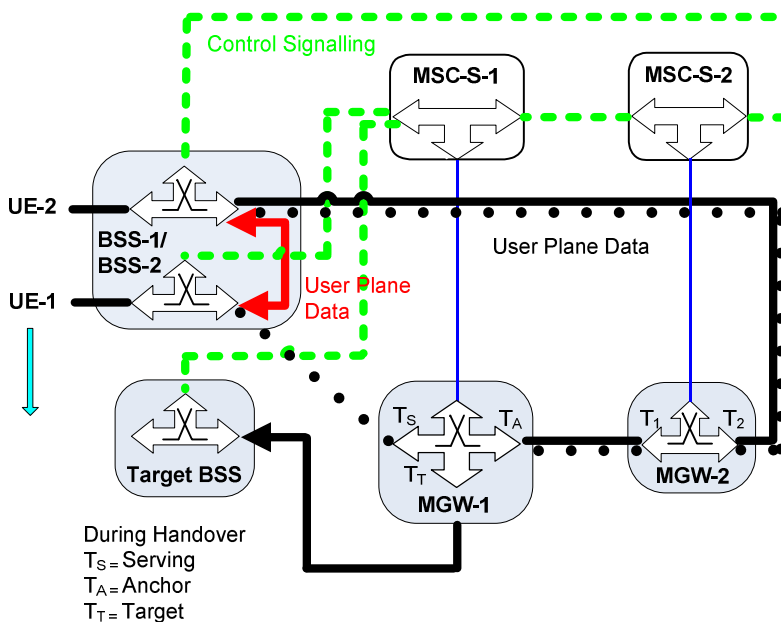 Control Signalling
MSC-S-1
MSC-S-2
UE-2
BSS-1/
BSS-2
User Plane Data
User Plane
Data
UE-1
TS
TA
TT
MGW-1
T1
T2
MGW-2
Target BSS
During Handover
TS = Serving
TA = Anchor
TT = Target